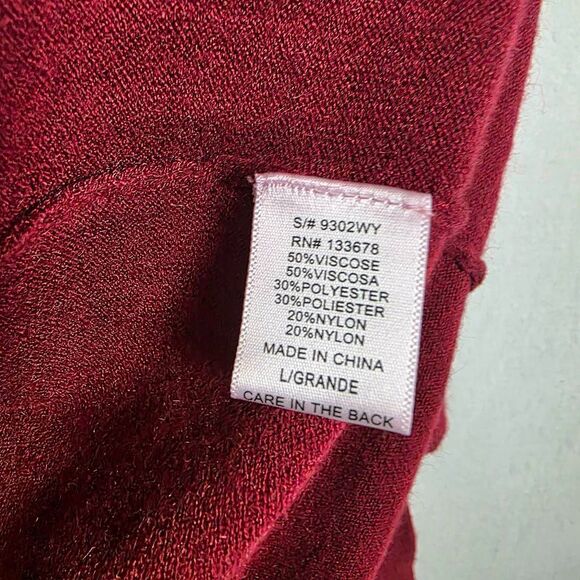 S/# 9302WY
RN# 133678
50%VISCOSE
50%VISCOSA
30%POLYESTER
30%POLIESTER
20%NYLON
20%NYLON
MADE IN CHINA
L/GRANDE
CARE IN THE BACK